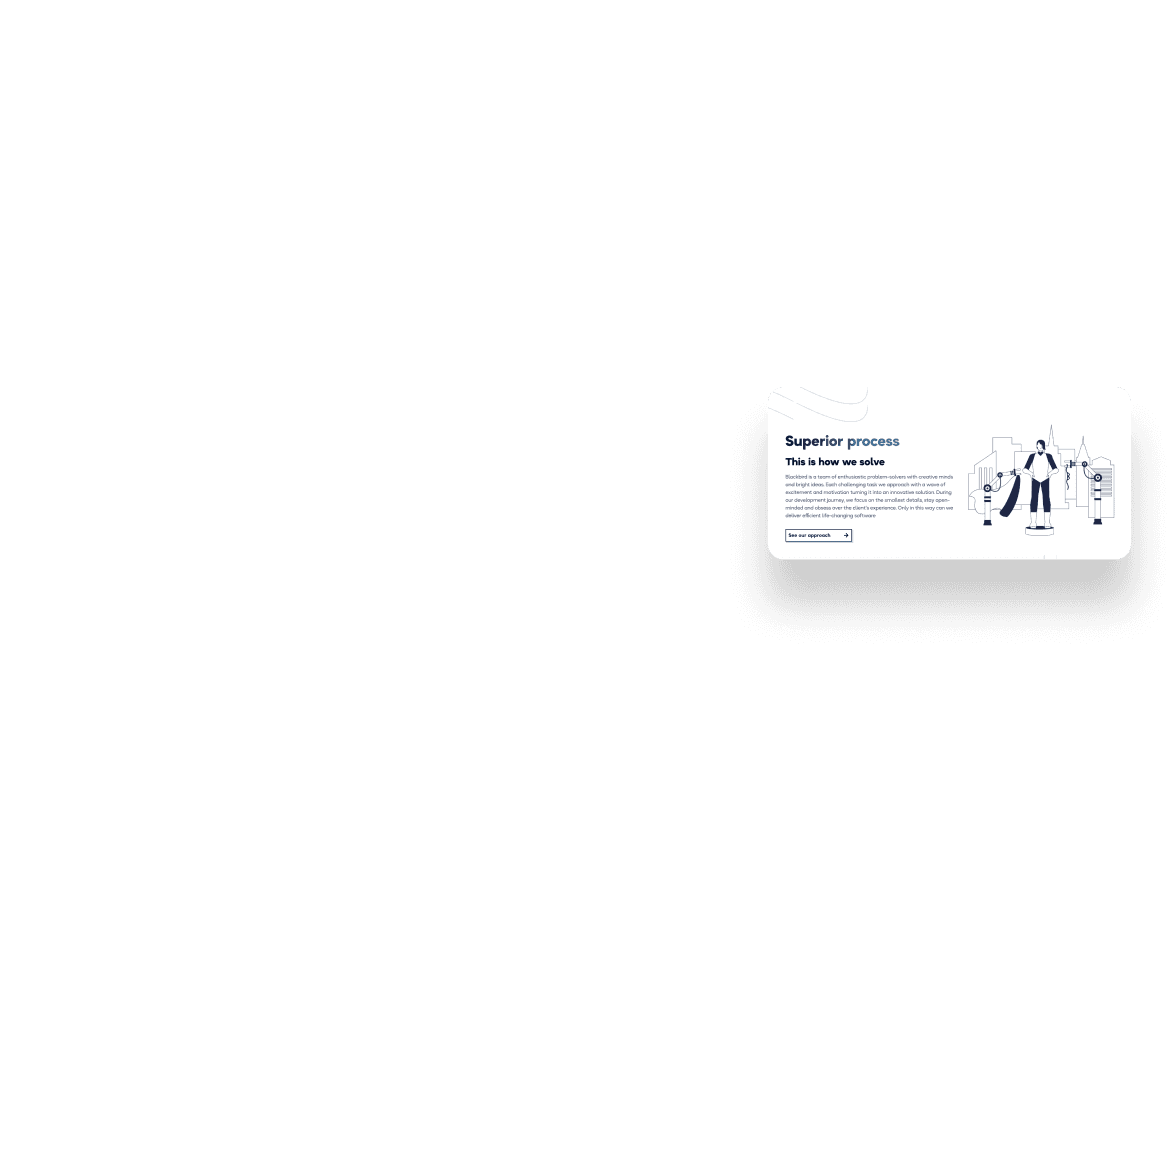 Superior process
This is how we solve
Blackbird is a team of enthusiastic problem-solvers with creative minds
and bright ideas. Each challenging task we approach with a wave of
excitement and motivation turning it into an innovative solution. During
our development journey, we focus on the smallest details, stay open-
minded and obsess over the client's experience. Only in this way can we
deliver efficient life-changing software
See our approach